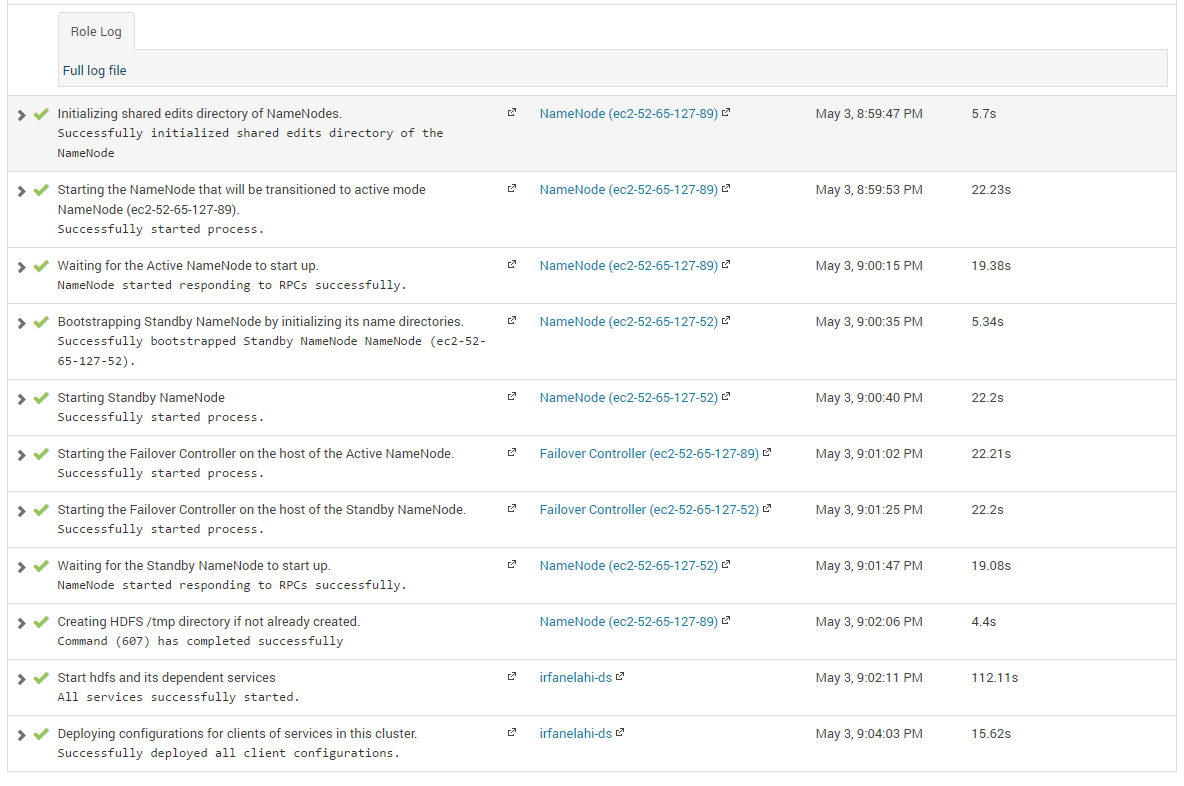 Role Log
Full log file
Initializing shared edits directory of NameNodes. NameNode (ec2-52-65-127-89) May 3, 8:59:47 PM 5.7s
Successfully initialized shared edits directory of the
NameNode
Starting the NameNode that will be transitioned to active mode NameNode (ec2-52-65-127-89) May 3, 8:59:53 PM 22.23s
NameNode (ec2-52-65-127-89).
Successfully started process.
Waiting for the Active NameNode to start up. NameNode (ec2-52-65-127-89) May 3, 9:00:15 PM 19.38s
NameNode started responding to RPCs successfully.
Bootstrapping Standby NameNode by initializing its name directories. NameNode (ec2-52-65-127-52) May 3, 9:00:35 PM 5.34s
Successfully bootstrapped Standby NameNode NameNode (ec2-52-
65-127-52).
Starting Standby NameNode NameNode (ec2-52-65-127-52) May 3, 9:00:40 PM 22.2s
Successfully started process.
Starting the Failover Controller on the host of the Active NameNode. Failover Controller (ec2-52-65-127-89) May 3, 9:01:02 PM 22.21s
Successfully started process.
Starting the Failover Controller on the host of the Standby NameNode. Failover Controller (ec2-52-65-127-52) May 3, 9:01:25 PM 22.2s
Successfully started process.
Waiting for the Standby NameNode to start up. NameNode (ec2-52-65-127-52) May 3, 9:01:47 PM 19.08s
NameNode started responding to RPCs successfully.
Creating HDFS /tmp directory if not already created. NameNode (ec2-52-65-127-89) May 3, 9:02:06 PM 4.4s
Command (607) has completed successfully
Start hdfs and its dependent services irfanelahi-ds May 3, 9:02:11 PM 112.11s
All services successfully started.
Deploying configurations for clients of services in this cluster. irfanelahi-ds May 3, 9:04:03 PM 15.62s
Successfully deployed all client configurations.